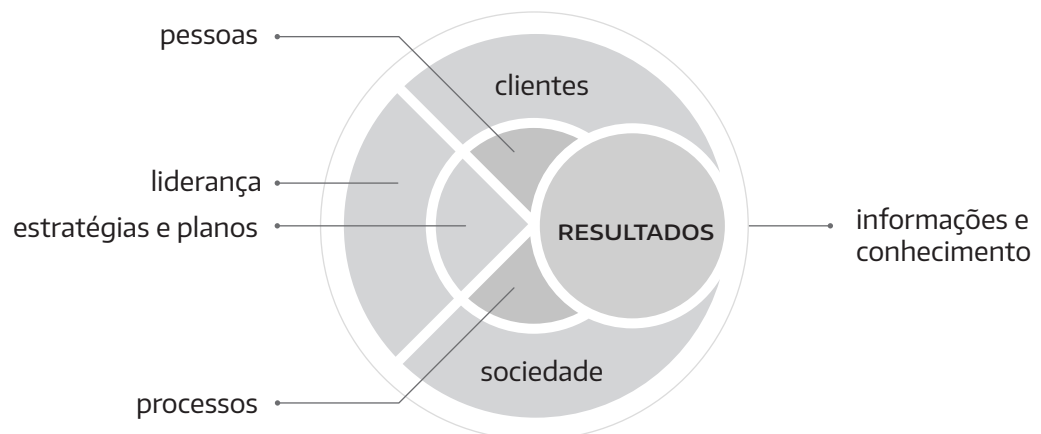 pessoas
clientes
liderança
estratégias e planos
RESULTADOS
informações e
conhecimento
sociedade
processos